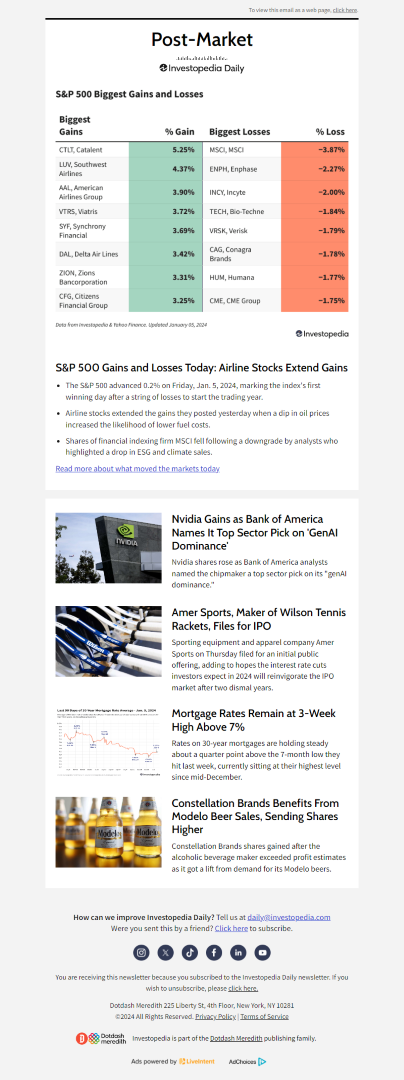 To view this email as a web page, click here
Post-Market
Investopedia Daily
S&P 500 Biggest Gains and Losses
Biggest
Gains % Gain Biggest Losses % Loss
CTLT, Catalent 5.25% MSCI, MSCI −3.87%
LUV, Southwest
Airlines 4.37% ENPH, Enphase −2.27%
AAL, American
Airlines Group 3.90% INCY, Incyte −2.00%
VTRS, Viatris 3.72% TECH, Bio-Techne −1.84%
SYF, Synchrony
Financial 3.69% VRSK, Verisk −1.79%
DAL, Delta Air Lines 3.42% CAG, Conagra
Brands −1.78%
ZION, Zions
Bancorporation 3.31% HUM, Humana −1.77%
CFG, Citizens
Financial Group 3.25% CME, CME Group −1.75%
Data from Investopedia & Yahoo Finance. Updated January 05, 2024
Investopedia
S&P 500 Gains and Losses Today: Airline Stocks Extend Gains
• The S&P 500 advanced 0.2% on Friday, Jan. 5, 2024, marking the index's first
winning day after a string of losses to start the trading year.
• Airline stocks extended the gains they posted yesterday when a dip in oil prices
increased the likelihood of lower fuel costs.
• Shares of financial indexing firm MSCI fell following a downgrade by analysts who
highlighted a drop in ESG and climate sales.
Read more about what moved the markets today
NVIDIA
Nvidia Gains as Bank of America
Names It Top Sector Pick on 'GenAI
Dominance'
Nvidia shares rose as Bank of America analysts
named the chipmaker a top sector pick on its "genAI
dominance."
Amer Sports, Maker of Wilson Tennis
Rackets, Files for IPO
Sporting equipment and apparel company Amer
Sports on Thursday filed for an initial public
offering, adding to hopes the interest rate cuts
investors expect in 2024 will reinvigorate the IPO
market after two dismal years.
Mortgage Rates Remain at 3-Week
High Above 7%
Rates on 30-year mortgages are holding steady
about a quarter point above the 7-month low they
hit last week, currently sitting at their highest level
since mid-December.
Modelo
Constellation Brands Benefits From
Modelo Beer Sales, Sending Shares
Higher
Constellation Brands shares gained after the
alcoholic beverage maker exceeded profit estimates
as it got a lift from demand for its Modelo beers.
How can we improve Investopedia Daily? Tell us at daily@investopedia.com
Were you sent this by a friend? Click here to subscribe.
You are receiving this newsletter because you subscribed to the Investopedia Daily newsletter. If you
wish to unsubscribe, please click here.
Dotdash Meredith 225 Liberty St, 4th Floor, New York, NY 10281
©2024 All Rights Reserved. Privacy Policy | Terms of Service
Dotdash
meredith Investopedia is part of the Dotdash Meredith publishing family.
Ads powered by LiveIntent AdChoices